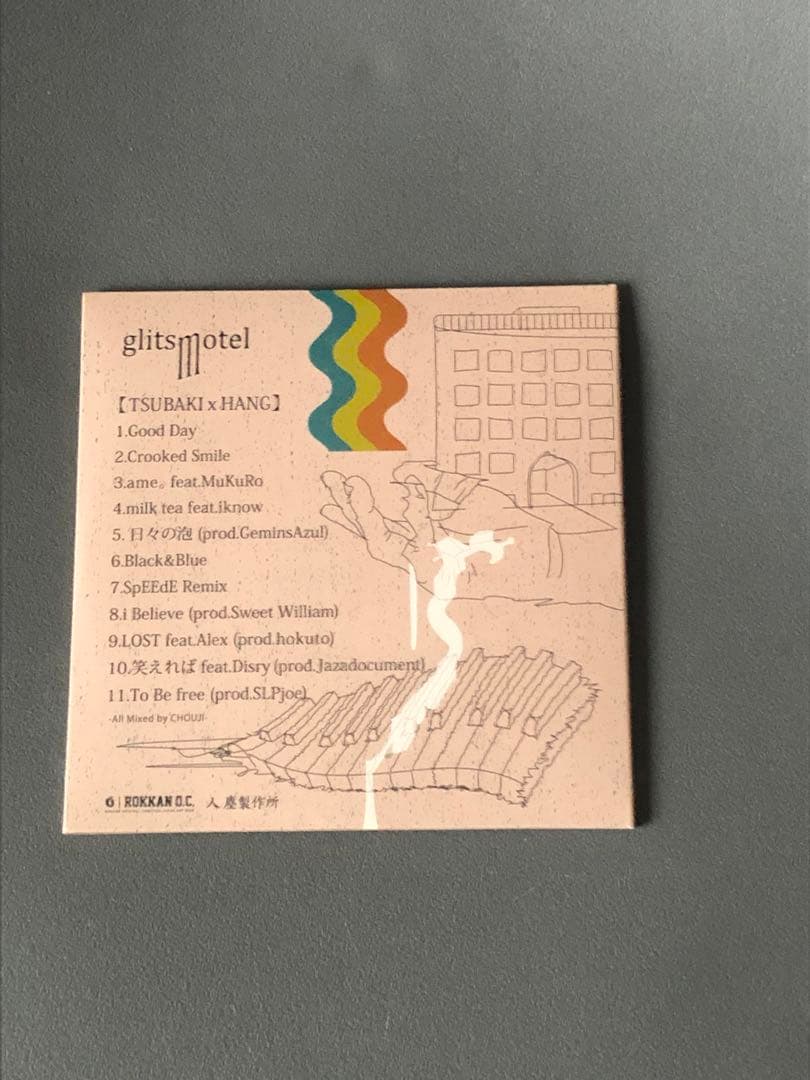 glitsmotel
【TSUBAKI x HANG】
1.Good Day
2.Crooked Smile
3.ame。feat.MuKuRo
4.milk tea feat.iknow
5. 日々の泡 (prod.GeminsAzul)
6.Black&Blue
7.SpEEdE Remix
8.i Believe (prod.Sweet William)
9.LOST feat.Alex (prod.hokuto)
10.笑えれば feat.Disry (prod.Jazadocument)
11.To Be free (prod.SLPjoe)
-All Mixed by CHOUJI-
ROKKAN O.C. 人塵製作所